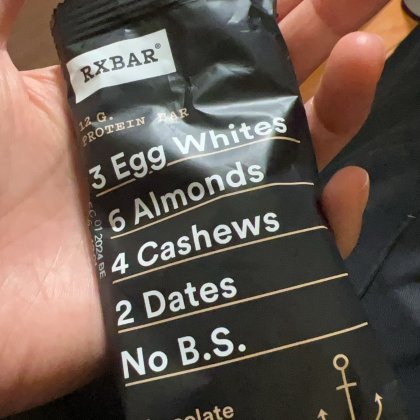 RXBAR®
12 G.
PROTEIN BAR
3 Egg Whites
6 Almonds
4 Cashews
2 Dates
No B.S.